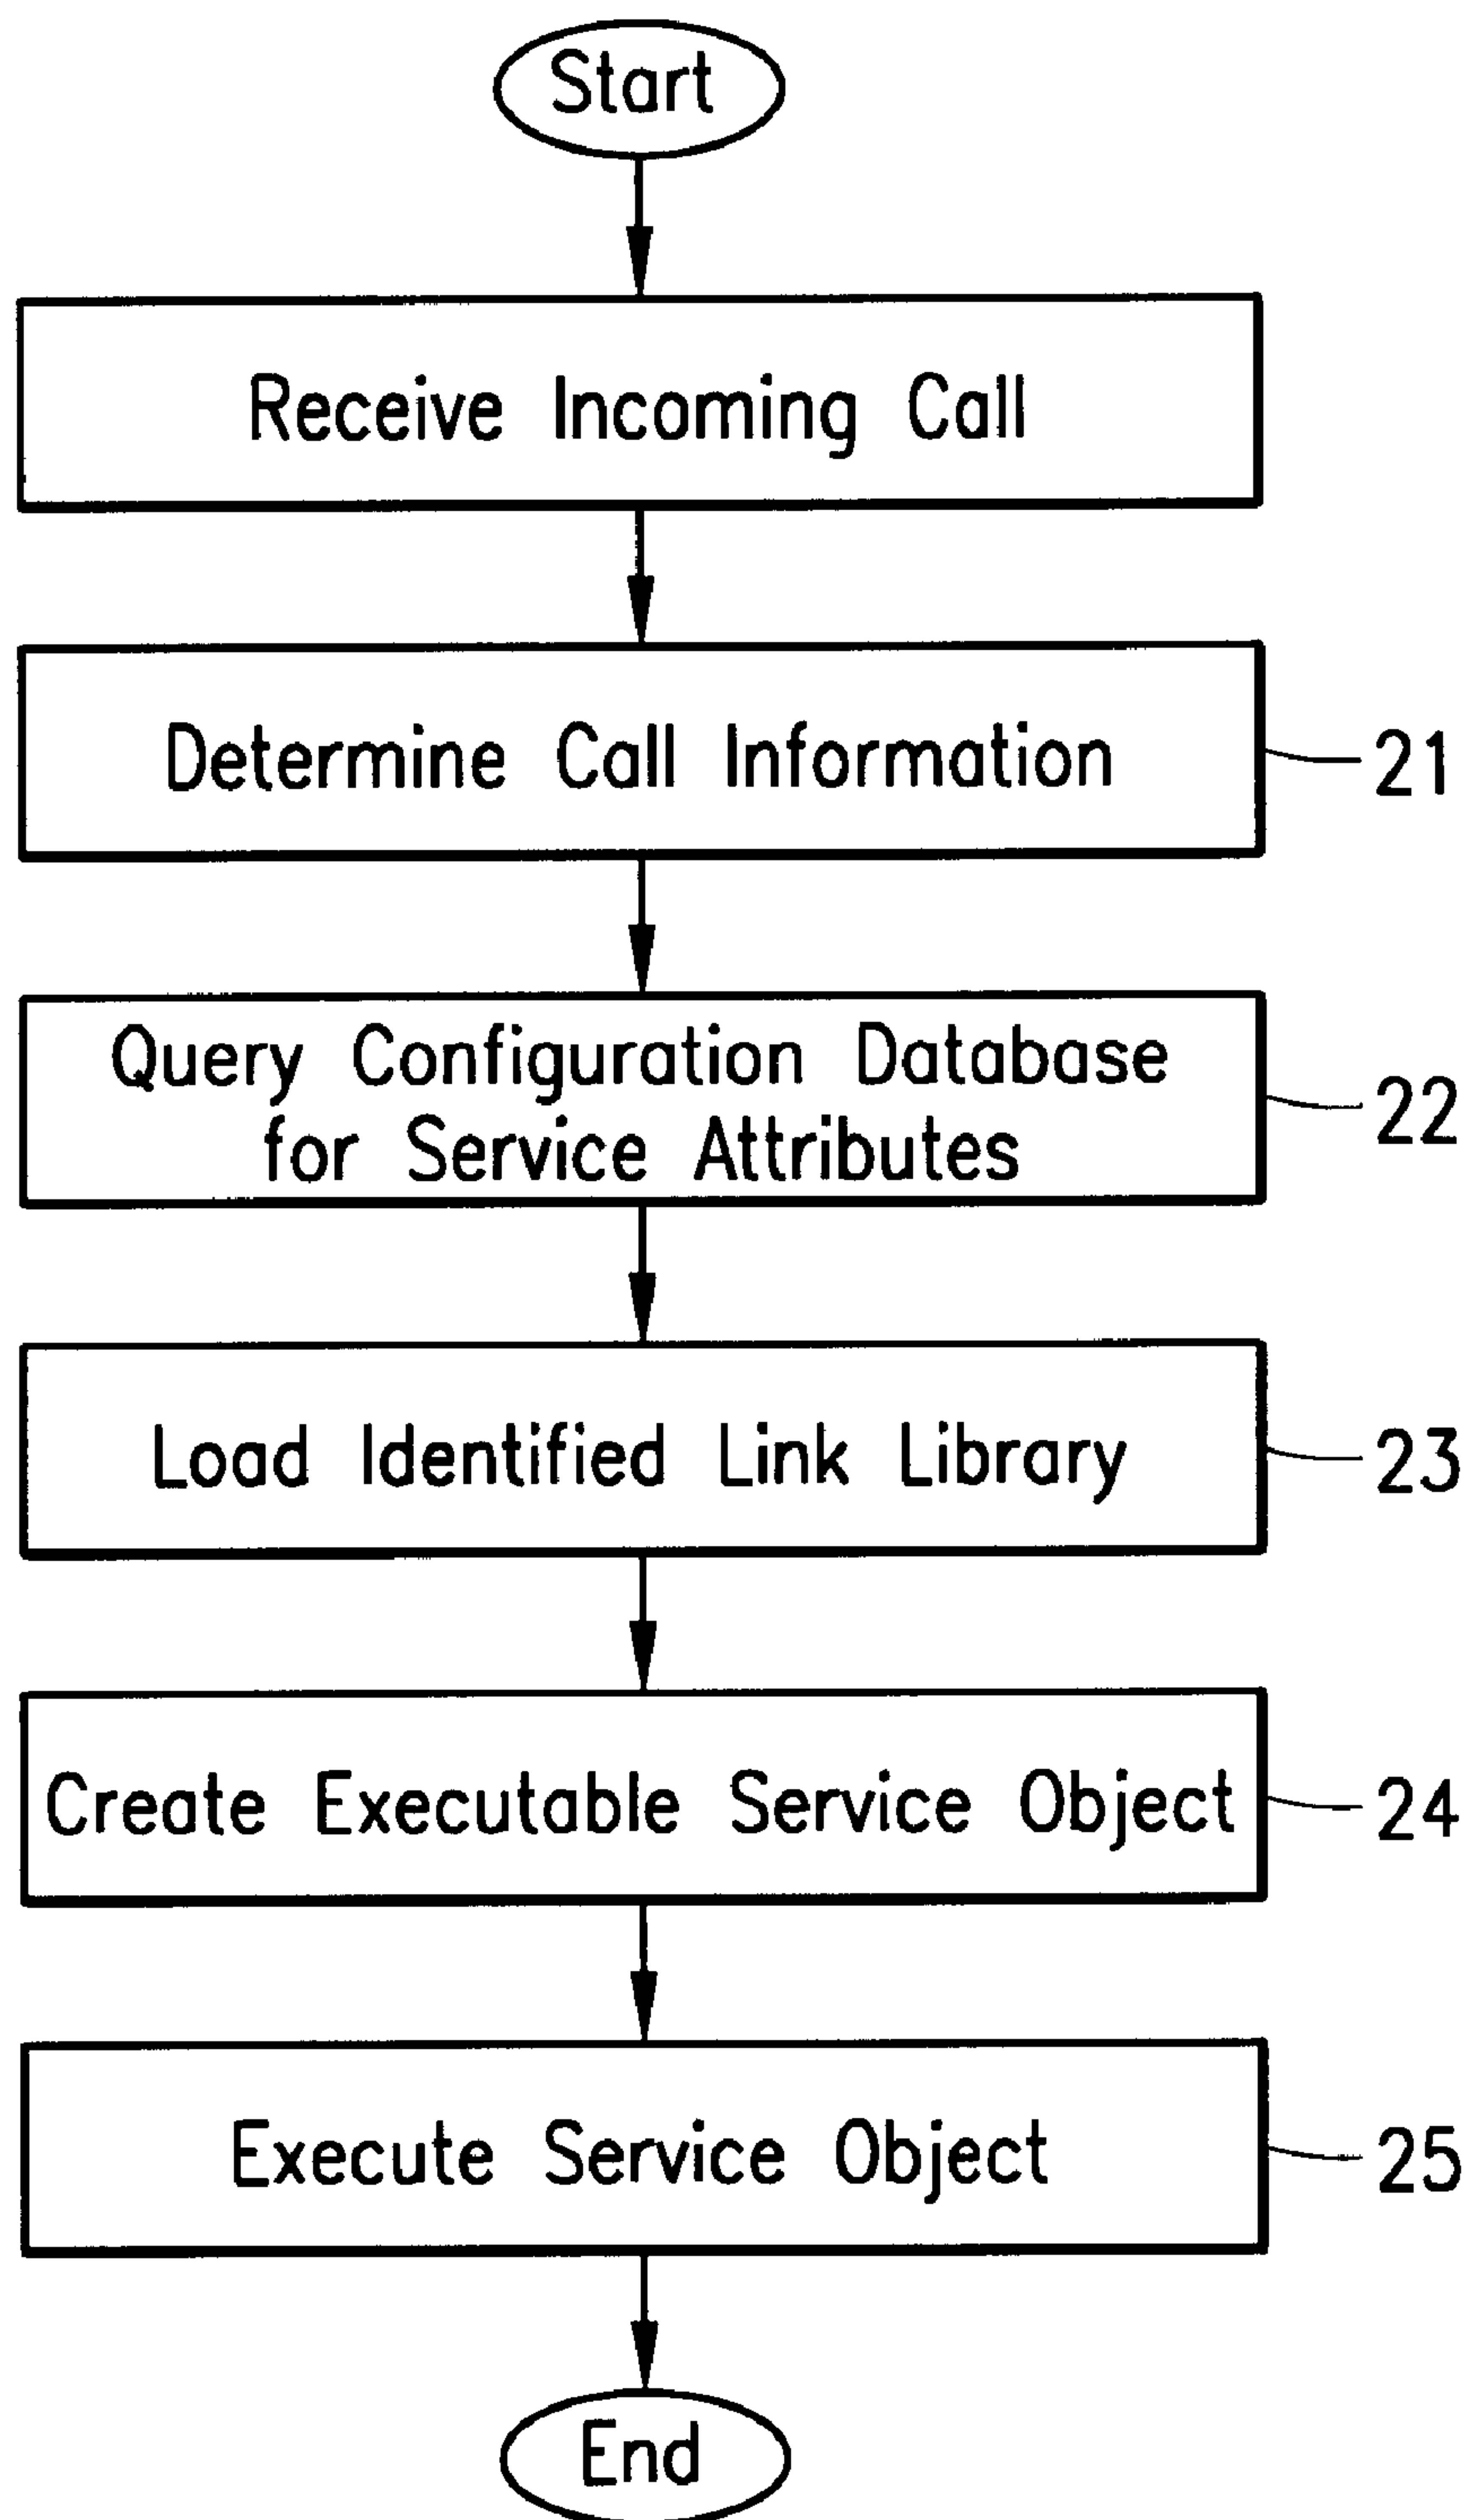 Start
Receive Incoming Call
Determine Call Information
21
Query Configuration Database
for Service Attributes
22
Load Identified Link Library
23
Create Executable Service Object
24
Execute Service Object
25
End